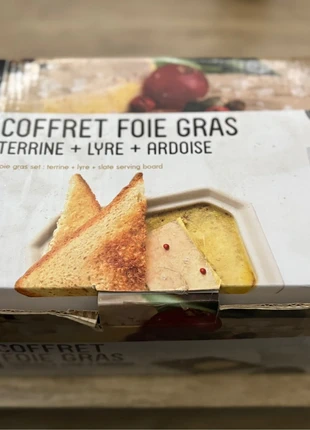 COFFRET FOIE GRAS
TERRINE + LYRE + ARDOISE
foie gras set : terrine + lyre + slate serving board
COFFRET
FOIE GRAS